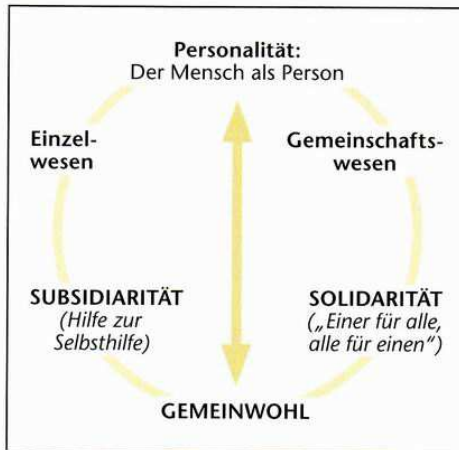 Personalität:
Der Mensch als Person
Einzel-
wesen
Gemeinschafts-
wesen
SUBSIDIARITÄT
(Hilfe zur
Selbsthilfe)
SOLIDARITÄT
(„Einer für alle,
alle für einen“)
GEMEINWOHL